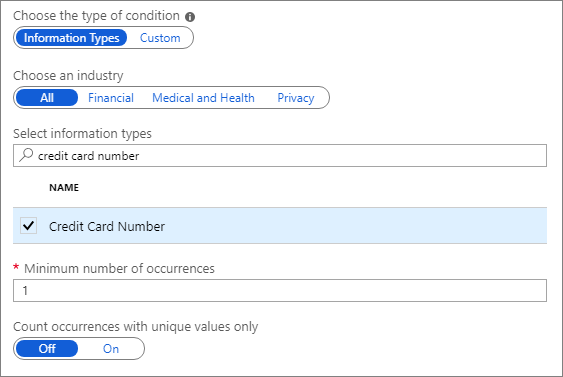 Choose the type of condition
Information Types Custom
Choose an industry
All Financial Medical and Health Privacy
Select information types
credit card number
NAME
Credit Card Number
* Minimum number of occurrences
1
Count occurrences with unique values only
Off On